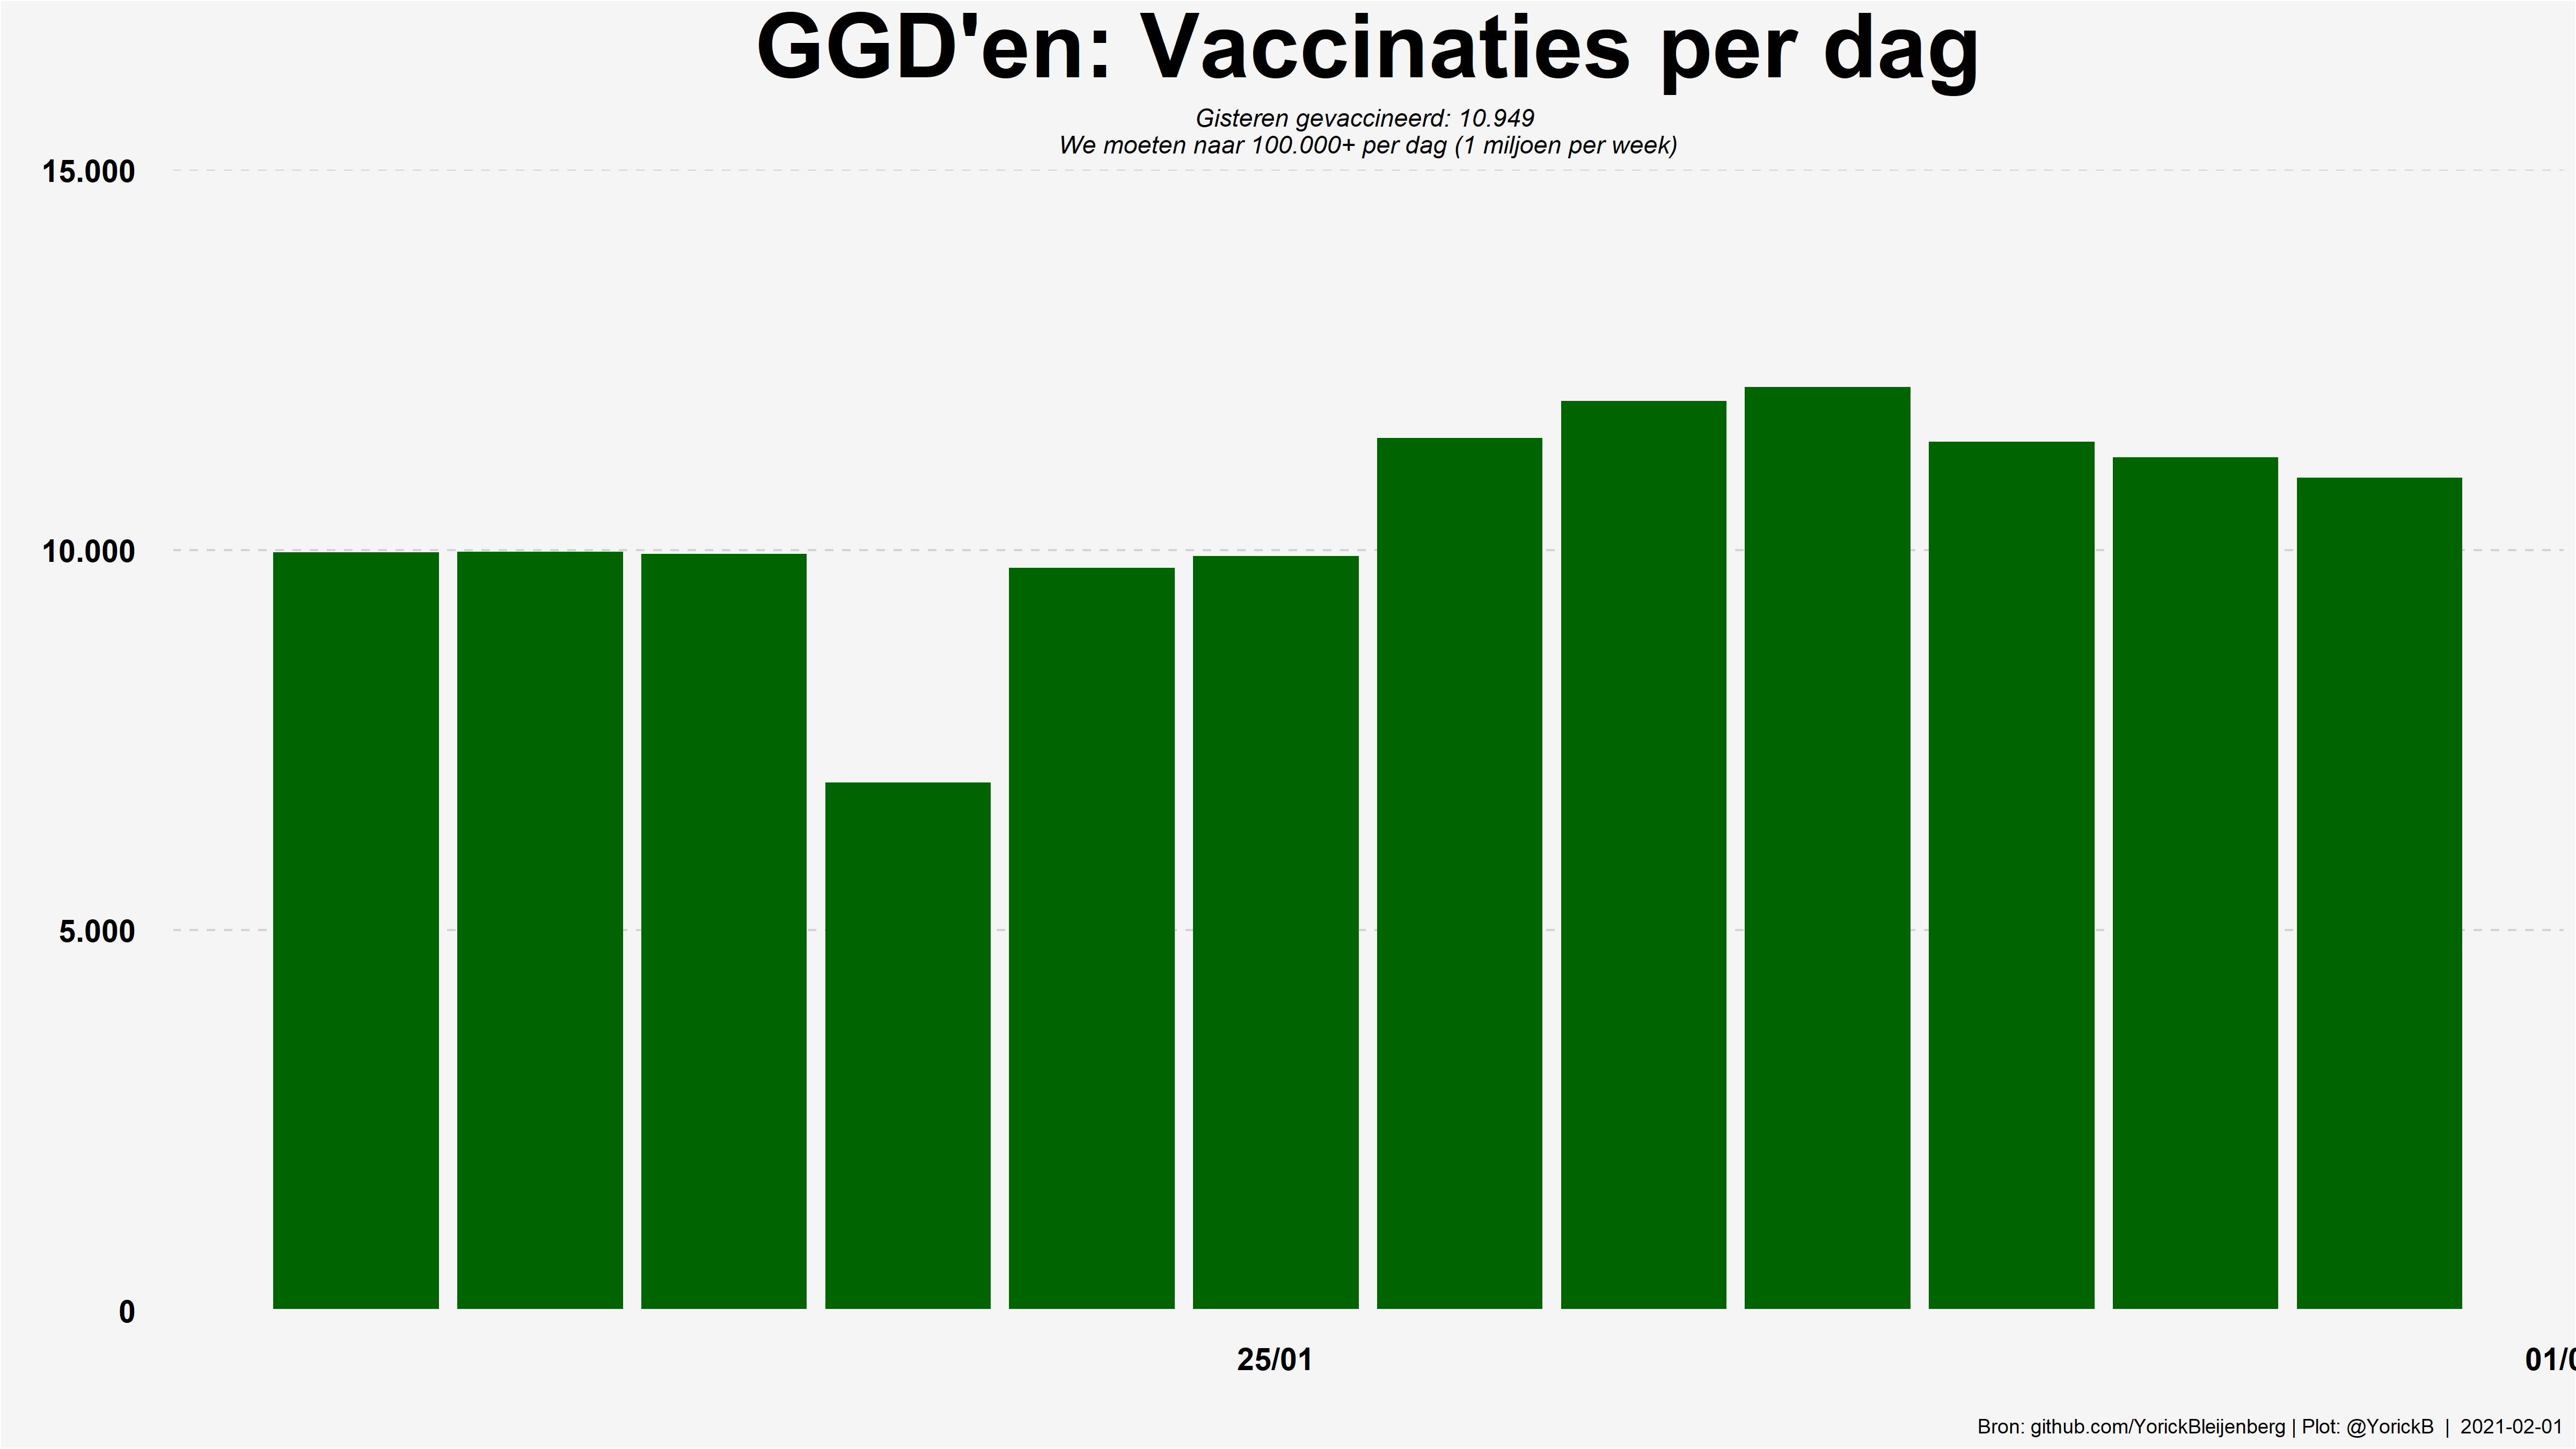 GGD'en: Vaccinaties per dag
Gisteren gevaccineerd: 10.949
We moeten naar 100.000+ per dag (1 miljoen per week)
15.000
10.000
5.000
0
25/01
01/0
Bron: github.com/YorickBleijenberg | Plot: @YorickB | 2021-02-01